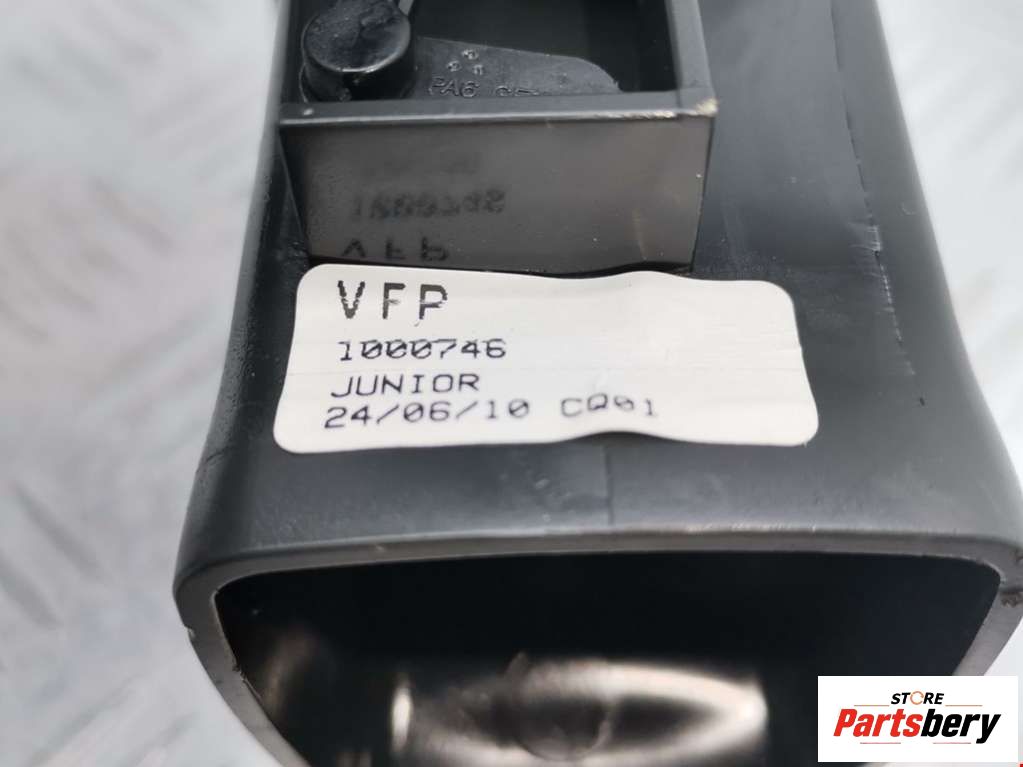 PA6
VFP
1000746
JUNIOR
24/06/10 CQ01
STORE
Partsbery